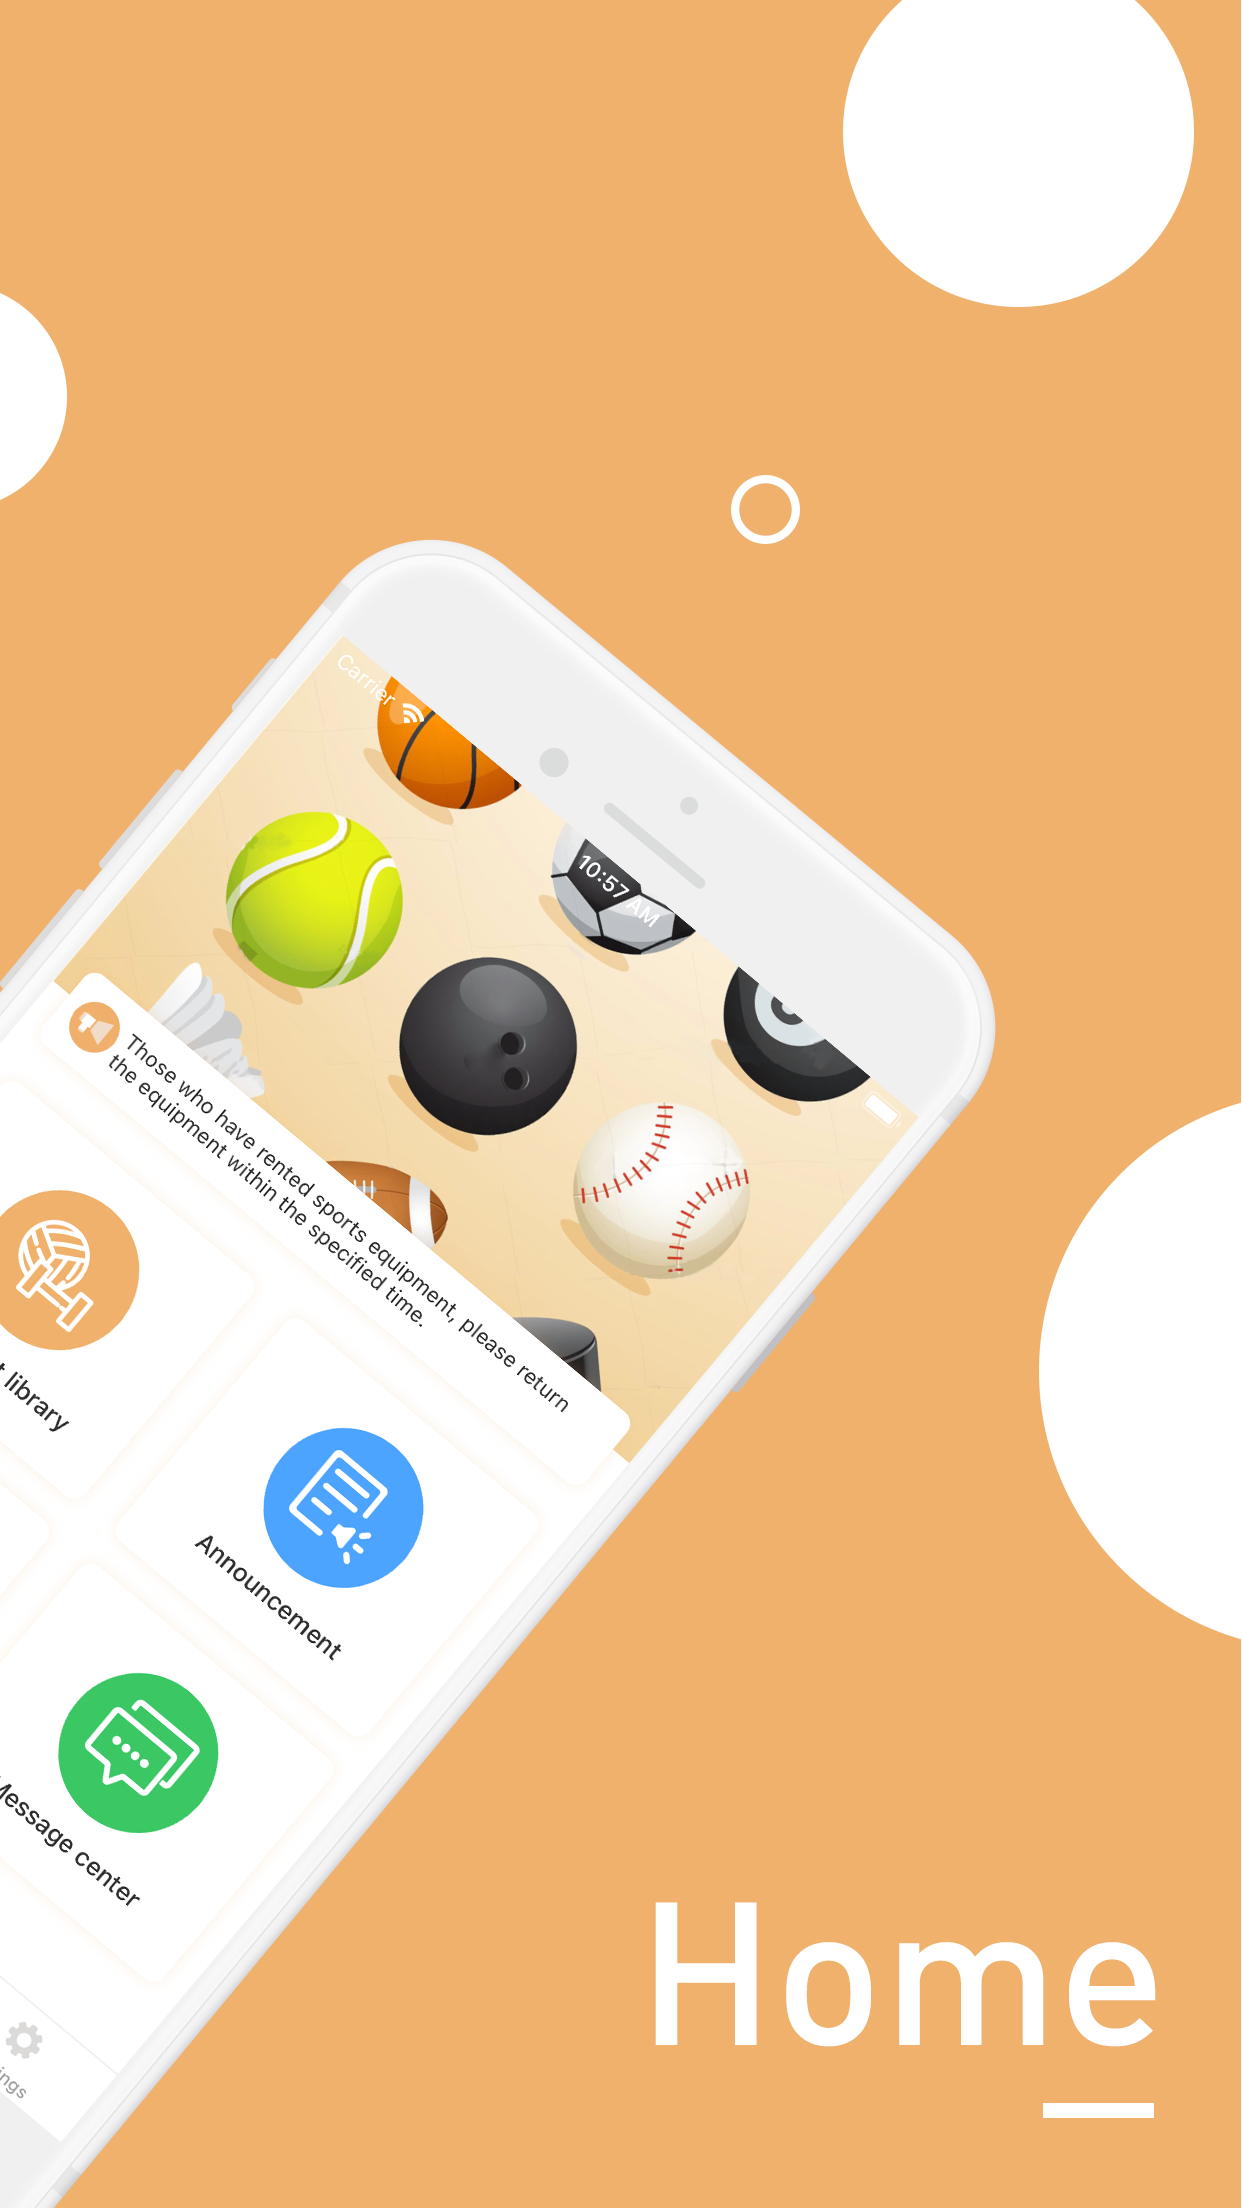 Carrier
10:57 AM
Those who have rented sports equipment, please return
the equipment within the specified time.
library
Announcement
Message center
Home